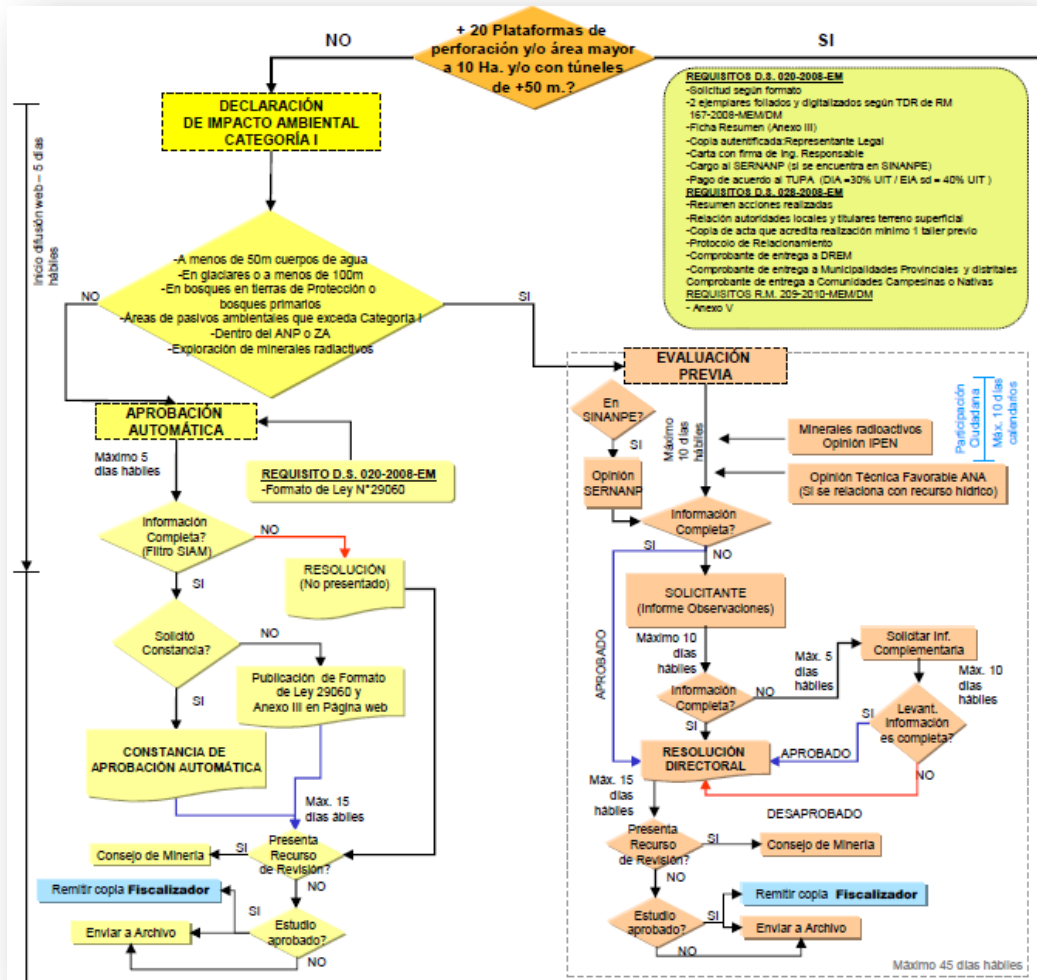 + 20 Plataformas de
perforación y/o área mayor
a 10 Ha. y/o con túneles
de +50 m.?
NO
SI
DECLARACIÓN
DE IMPACTO AMBIENTAL
CATEGORÍA I
REQUISITOS D.S. 020-2008-EM
-Solicitud según formato
-2 ejemplares foliados y digitalizados según TDR de RM
167-2008-MEM/DM
-Ficha Resumen (Anexo III)
-Copia autentificada:Representante Legal
-Carta con firma de Ing. Responsable
-Cargo al SERNANP (si se encuentra en SINANPE)
-Pago de acuerdo al TUPA (DIA =30% UIT / EIA sd = 40% UIT )
REQUISITOS D.S. 028-2008-EM
-Resumen acciones realizadas
-Relación autoridades locales y titulares terreno superficial
-Copia de acta que acredita realización mínimo 1 taller previo
-Protocolo de Relacionamiento
-Comprobante de entrega a DREM
-Comprobante de entrega a Municipalidades Provinciales y distritales
Comprobante de entrega a Comunidades Campesinas o Nativas
REQUISITOS R.M. 209-2010-MEM/DM
- Anexo V
Inicio difusión web – 5 días
hábiles
-A menos de 50m cuerpos de agua
-En glaciares o a menos de 100m
-En bosques en tierras de Protección o
bosques primarios
-Áreas de pasivos ambientales que exceda Categoría I
-Dentro del ANP o ZA
-Exploración de minerales radiactivos
NO
SI
APROBACIÓN
AUTOMÁTICA
Máximo 5
días hábiles
REQUISITO D.S. 020-2008-EM
-Formato de Ley N°29060
Información
Completa?
(Filtro SIAM)
NO
SI
RESOLUCIÓN
(No presentado)
Solicitó
Constancia?
NO
SI
Publicación de Formato
de Ley 29060 y
Anexo III en Página web
CONSTANCIA DE
APROBACIÓN AUTOMÁTICA
Máx. 15
días ábiles
Presenta
Recurso
de Revisión?
SI
Consejo de Minería
NO
Remitir copia Fiscalizador
SI
Enviar a Archivo
Estudio
aprobado?
NO
EVALUACIÓN
PREVIA
En
SINANPE?
SI
Opinión
SERNANP
Máximo
10 días
hábiles
Minerales radioactivos
Opinión IPEN
Participación
Ciudadana
Máx. 10 días
calendarios
Opinión Técnica Favorable ANA
(Si se relaciona con recurso hídrico)
Información
Completa?
SI
NO
SOLICITANTE
(Informe Observaciones)
APROBADO
Máximo 10
días
hábiles
Información
Completa?
NO
SI
Máx. 5
días
hábiles
Solicitar Inf.
Complementaria
Máx. 10
días
hábiles
Levant.
Información
es completa?
SI
APROBADO
NO
RESOLUCIÓN
DIRECTORAL
DESAPROBADO
Máx. 15
días
hábiles
Presenta
Recurso
de Revisión?
SI
Consejo de Minería
NO
Estudio
aprobado?
SI
Remitir copia Fiscalizador
Enviar a Archivo
NO
Máximo 45 días hábiles